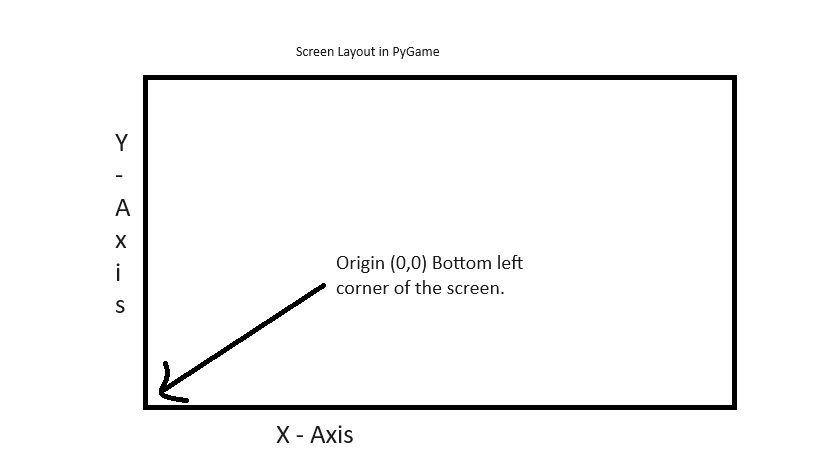 Screen Layout in PyGame
Y - Axis
Origin (0,0) Bottom left
corner of the screen.
X - Axis